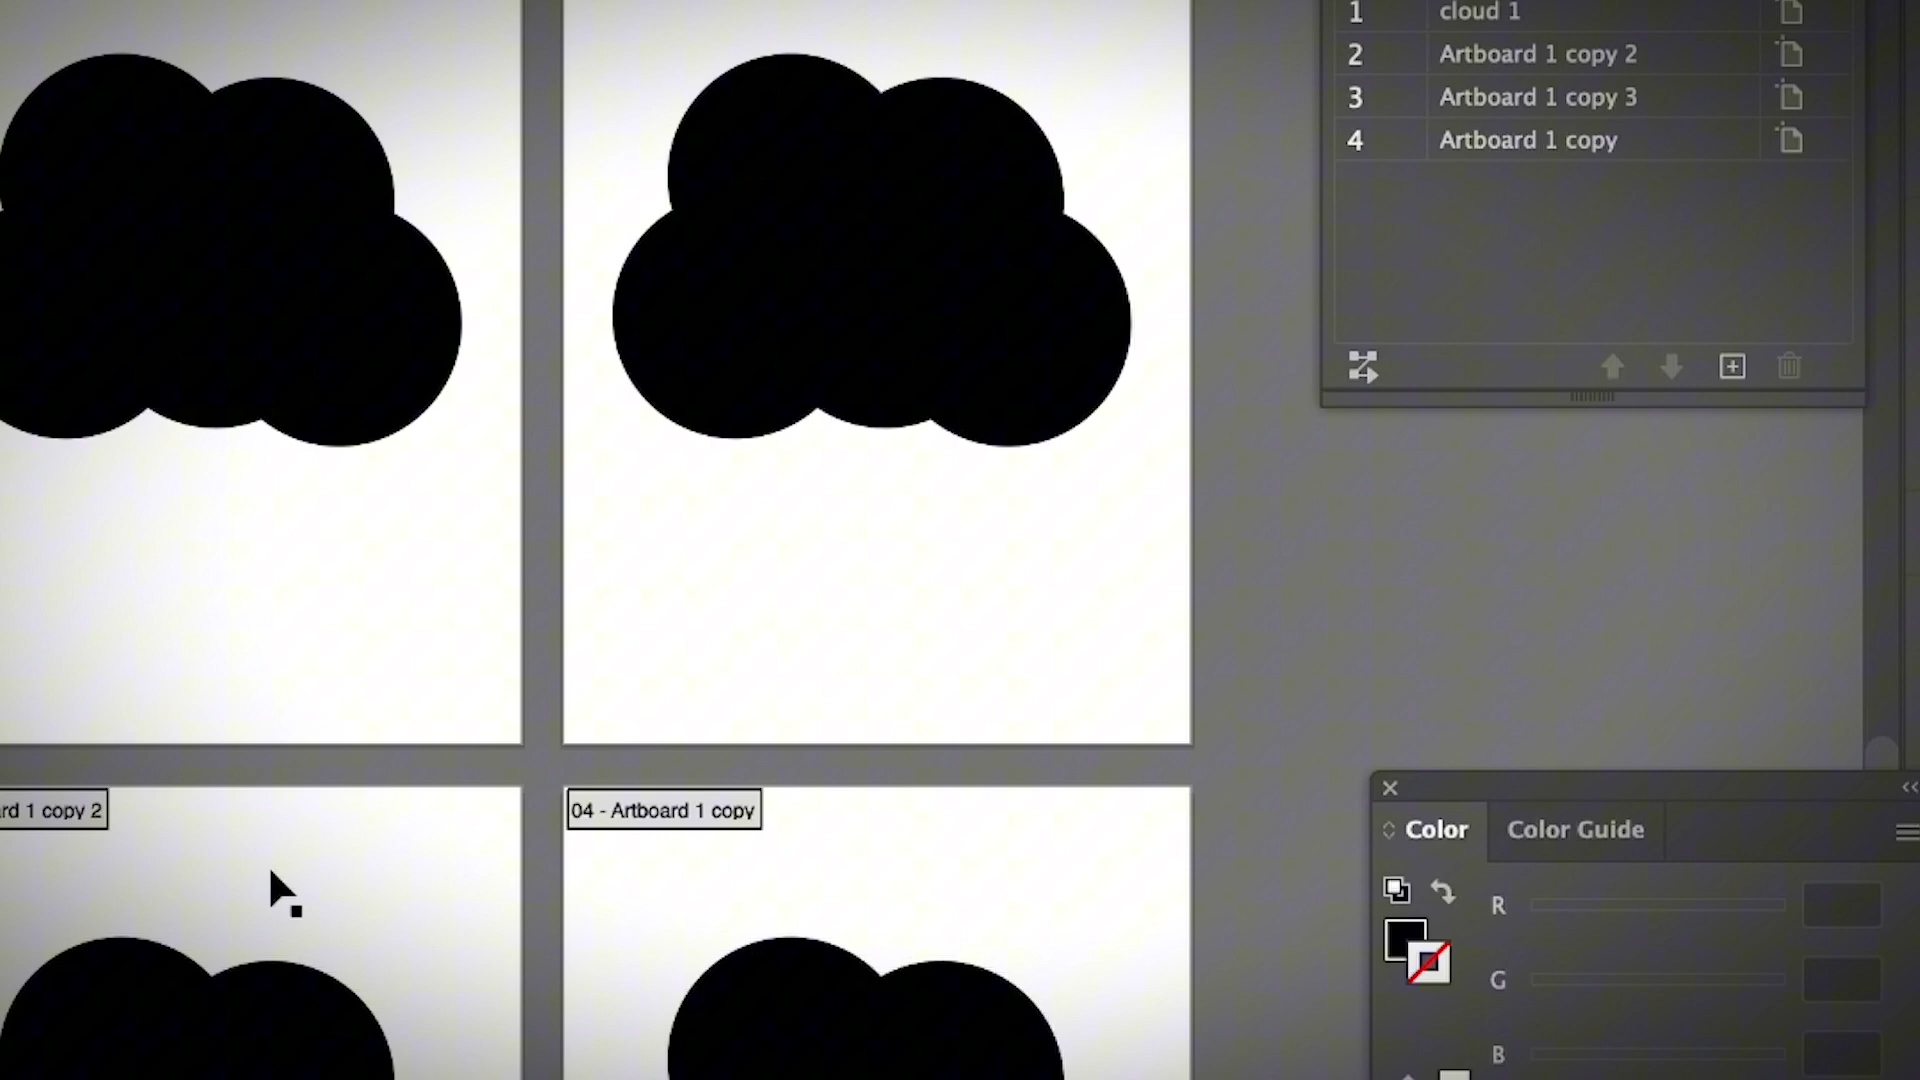 1 cloud 1
2 Artboard 1 copy 2
3 Artboard 1 copy 3
4 Artboard 1 copy
rd 1 copy 2
04 - Artboard 1 copy
Color Color Guide
R
G
B